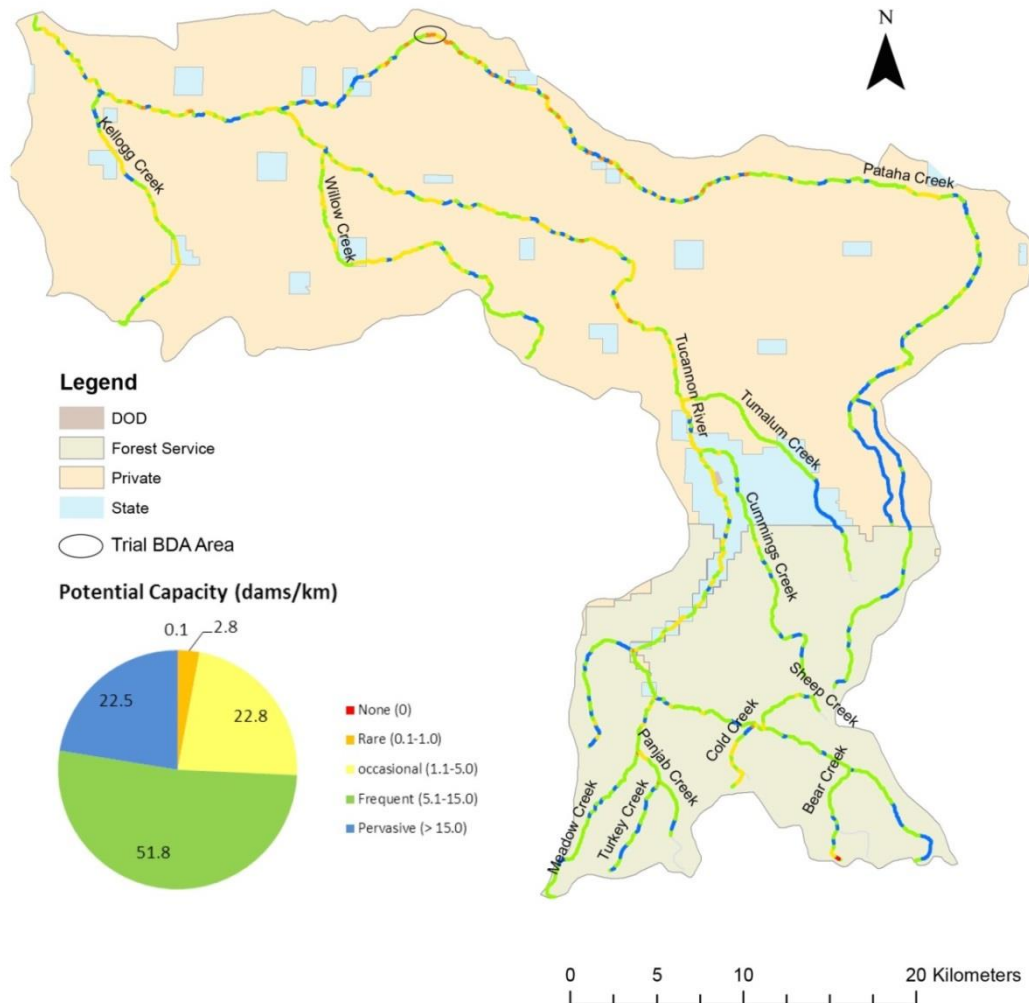 N
Kellogg Creek
Willow Creek
Pataha Creek
Tucannon River
Tumalum Creek
Cummings Creek
Sheep Creek
Cold Creek
Panjab Creek
Bear Creek
Turkey Creek
Meadow Creek
Legend
DOD
Forest Service
Private
State
Trial BDA Area
Potential Capacity (dams/km)
0.1
2.8
22.5
22.8
51.8
None (0)
Rare (0.1-1.0)
occasional (1.1-5.0)
Frequent (5.1-15.0)
Pervasive (> 15.0)
0 5 10 20 Kilometers